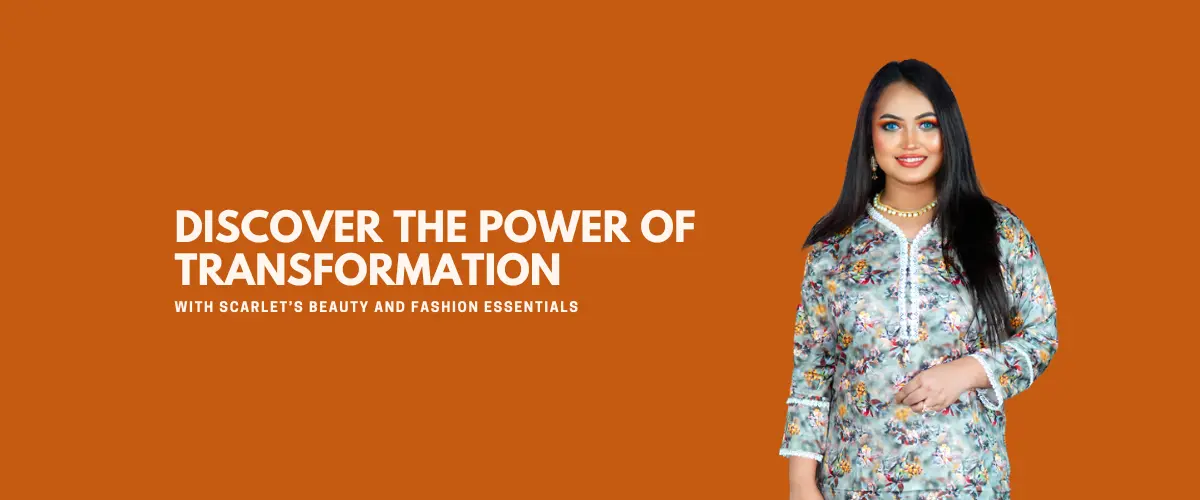 DISCOVER THE POWER OF
TRANSFORMATION
WITH SCARLET'S BEAUTY AND FASHION ESSENTIALS